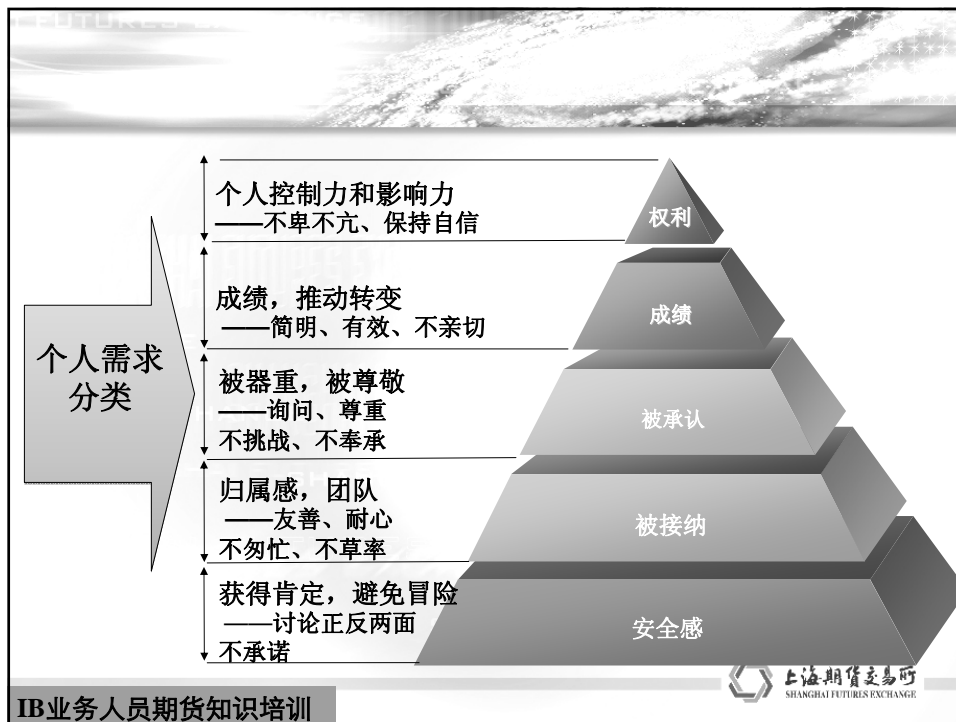 个人控制力和影响力
——不卑不亢、保持自信
权利
成绩，推动转变
——简明、有效、不亲切
成绩
个人需求
分类
被器重，被尊敬
——询问、尊重
不挑战、不奉承
被承认
归属感，团队
——友善、耐心
不匆忙、不草率
被接纳
获得肯定，避免冒险
——讨论正反两面
不承诺
安全感
上海期货交易所
SHANGHAI FUTURES EXCHANGE
IB业务人员期货知识培训